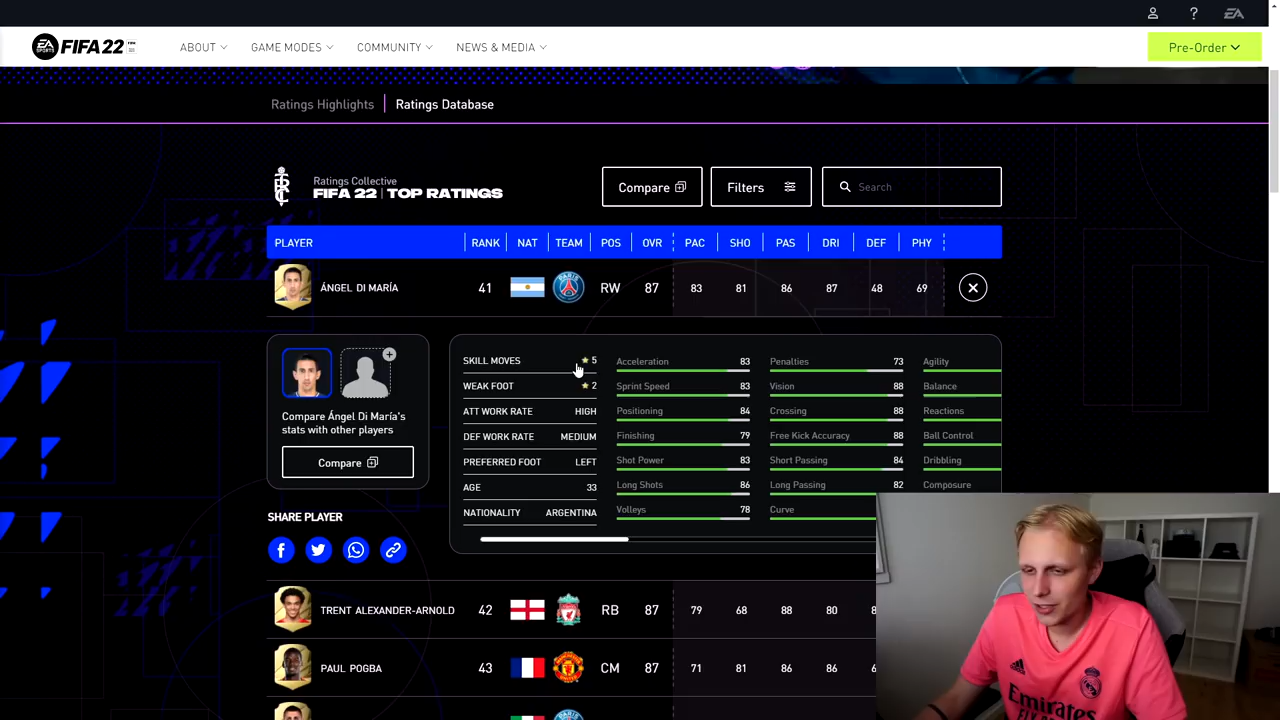 EA
EA SPORTS FIFA 22
ABOUT GAME MODES COMMUNITY NEWS & MEDIA Pre-Order
Ratings Highlights Ratings Database
Ratings Collective
FIFA 22 | TOP RATINGS
Compare Filters Search
PLAYER RANK NAT TEAM POS OVR PAC SHO PAS DRI DEF PHY
ÁNGEL DI MARÍA 41 PARIS RW 87 83 81 86 87 48 69
Compare Ángel Di María's
stats with other players
Compare
SKILL MOVES 5
WEAK FOOT 2
ATT WORK RATE HIGH
DEF WORK RATE MEDIUM
PREFERRED FOOT LEFT
AGE 33
NATIONALITY ARGENTINA
Acceleration 83
Sprint Speed 83
Positioning 84
Finishing 79
Shot Power 83
Long Shots 86
Volleys 78
Penalties 73
Vision 88
Crossing 88
Free Kick Accuracy 88
Short Passing 84
Long Passing 82
Curve
Agility
Balance
Reactions
Ball Control
Dribbling
Composure
SHARE PLAYER
TRENT ALEXANDER-ARNOLD 42 RB 87 79 68 88 80
PAUL POGBA 43 CM 87 71 81 86 86
Emirates